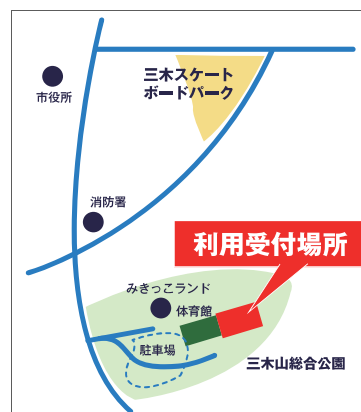 三木スケート
ボードパーク
市役所
消防署
利用受付場所
みきっこランド
体育館
駐車場
三木山総合公園